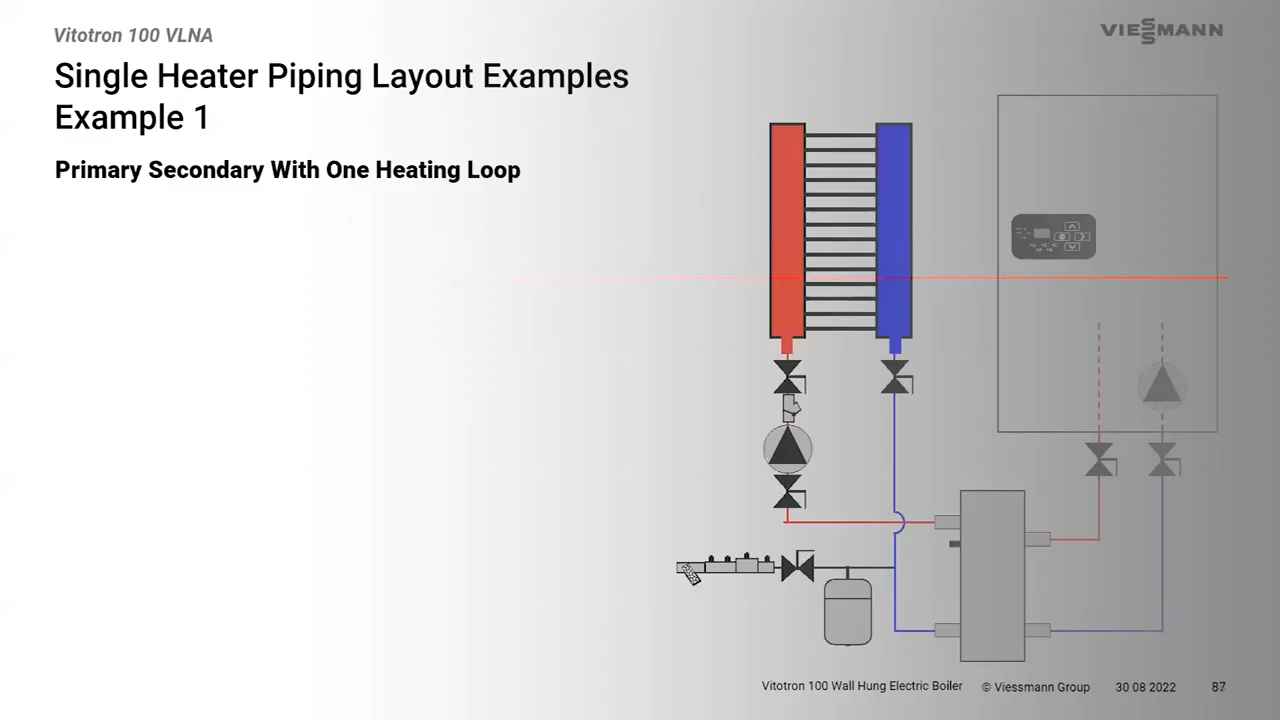 Vitotron 100 VLNA
VIESSMANN
Single Heater Piping Layout Examples
Example 1
Primary Secondary With One Heating Loop
Vitotron 100 Wall Hung Electric Boiler © Viessmann Group 30 08 2022 87